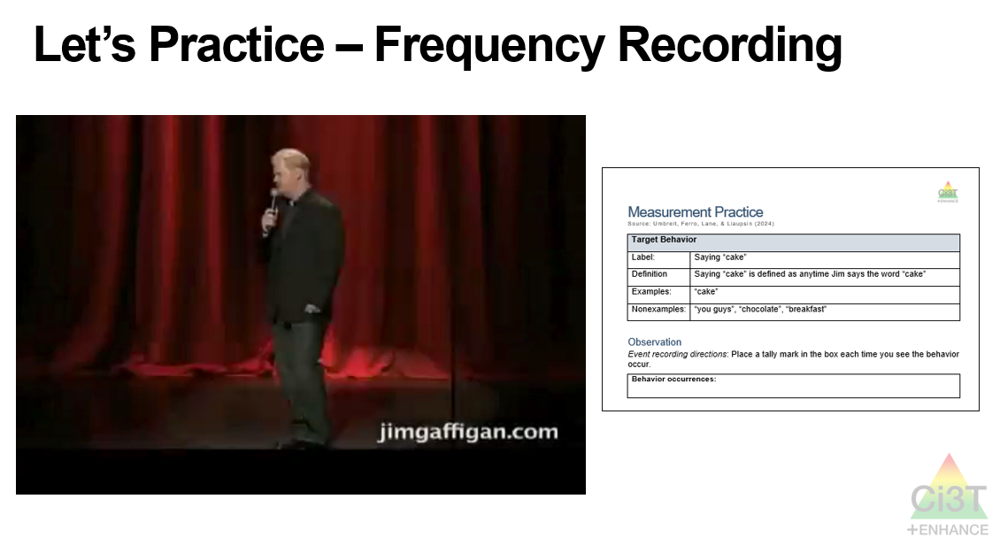 Let's Practice – Frequency Recording
jimgaffigan.com
Ci3T
+ENHANCE
Measurement Practice
Source: Umbreit, Ferro, Lane, & Liaupsin (2024)
Target Behavior
Label: Saying "cake"
Definition Saying "cake" is defined as anytime Jim says the word "cake"
Examples: "cake"
Nonexamples: "you guys", "chocolate", "breakfast"
Observation
Event recording directions: Place a tally mark in the box each time you see the behavior
occur.
Behavior occurrences:
Ci3T
+ENHANCE